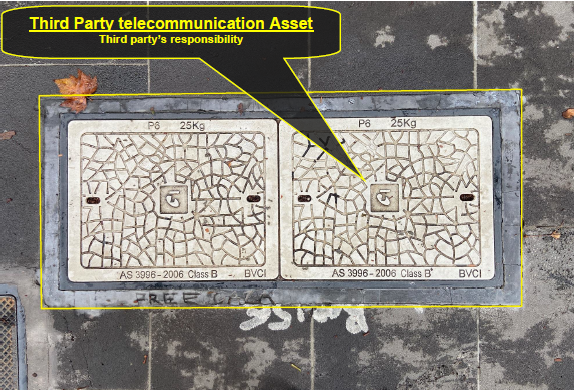 Third Party telecommunication Asset
Third party's responsibility
P6 25Kg
P6 25Kg
AS 3996 - 2006 Class B BVCI
AS 3996 - 2006 Class B BVCI